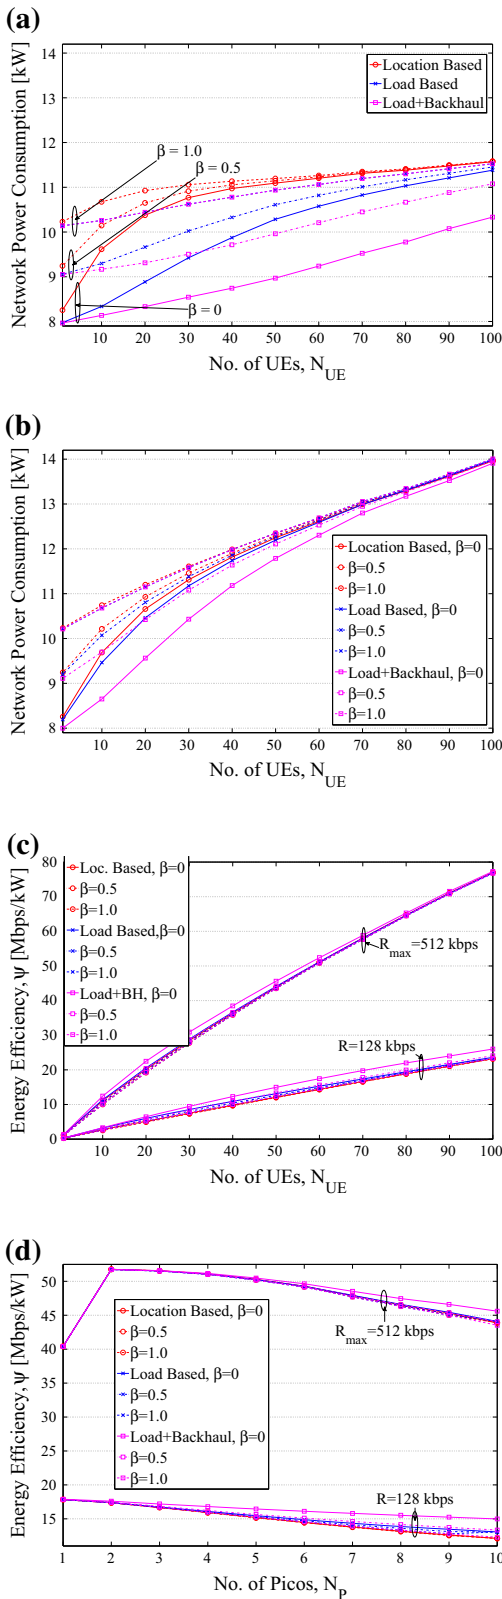 (a)
Network Power Consumption [kW]
14
13
12
11
10
9
8
Location Based
Load Based
Load+Backhaul
β = 1.0
β = 0.5
β = 0
10 20 30 40 50 60 70 80 90 100
No. of UEs, N_UE
(b)
Network Power Consumption [kW]
14
13
12
11
10
9
8
Location Based, β=0
β=0.5
β=1.0
Load Based, β=0
β=0.5
β=1.0
Load+Backhaul, β=0
β=0.5
β=1.0
10 20 30 40 50 60 70 80 90 100
No. of UEs, N_UE
(c)
Energy Efficiency, ψ [Mbps/kW]
80
70
60
50
40
30
20
10
0
Loc. Based, β=0
β=0.5
β=1.0
Load Based,β=0
β=0.5
β=1.0
Load+BH, β=0
β=0.5
β=1.0
R_max=512 kbps
R=128 kbps
10 20 30 40 50 60 70 80 90 100
No. of UEs, N_UE
(d)
Energy Efficiency, ψ [Mbps/kW]
50
45
40
35
30
25
20
15
Location Based, β=0
β=0.5
β=1.0
Load Based, β=0
β=0.5
β=1.0
Load+Backhaul, β=0
β=0.5
β=1.0
R_max=512 kbps
R=128 kbps
1 2 3 4 5 6 7 8 9 10
No. of Picos, N_P